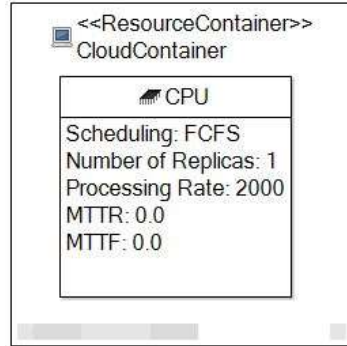 <<ResourceContainer>>
CloudContainer
CPU
Scheduling: FCFS
Number of Replicas: 1
Processing Rate: 2000
MTTR: 0.0
MTTF: 0.0